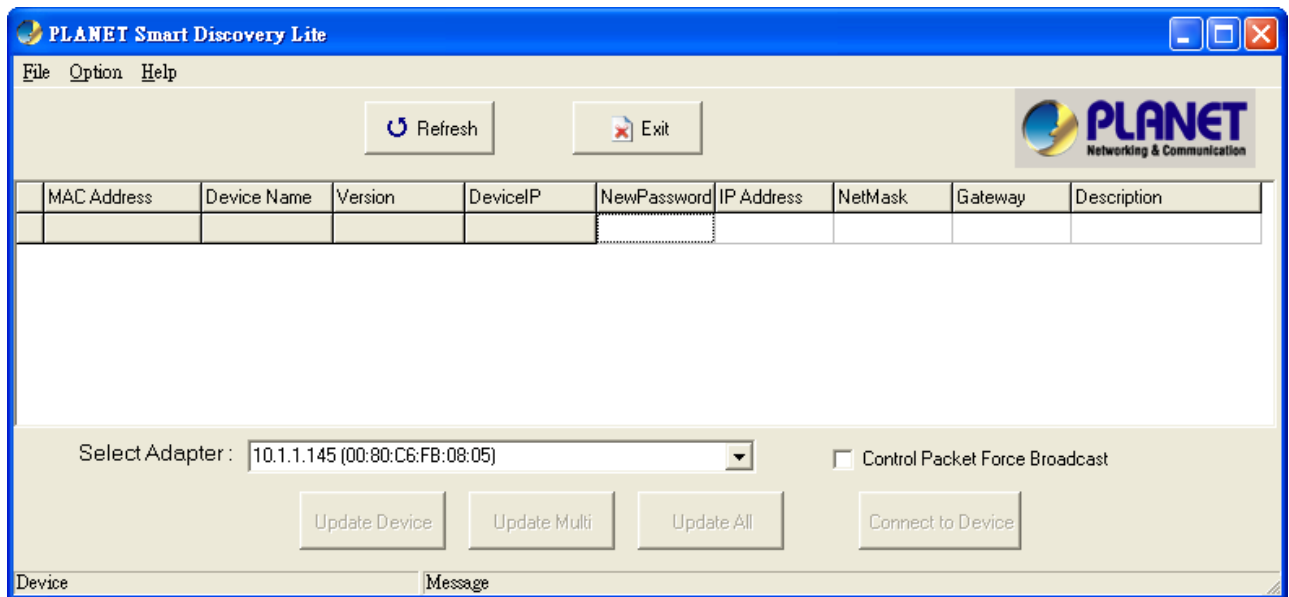 PLANET Smart Discovery Lite
File Option Help
Refresh Exit
PLANET
Networking & Communication
MAC Address Device Name Version DeviceIP NewPassword IP Address NetMask Gateway Description
Select Adapter : 10.1.1.145 (00:80:C6:FB:08:05) Control Packet Force Broadcast
Update Device Update Multi Update All Connect to Device
Device Message